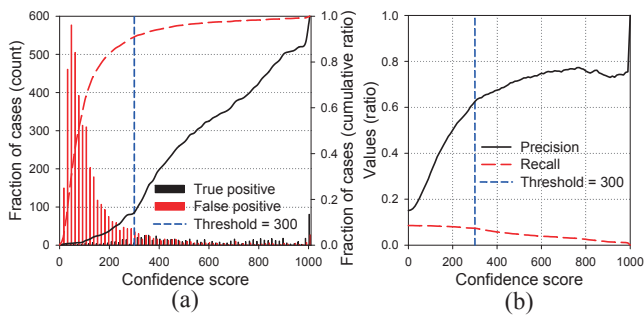 Fraction of cases (count)
600
500
400
300
200
100
0
0
200
400
600
800
1000
Confidence score
1.0
0.8
0.6
0.4
0.2
0.0
Fraction of cases (cumulative ratio)
True positive
False positive
Threshold = 300
(a)
Values (ratio)
1.0
0.8
0.6
0.4
0.2
0.0
0
200
400
600
800
1000
Confidence score
Precision
Recall
Threshold = 300
(b)